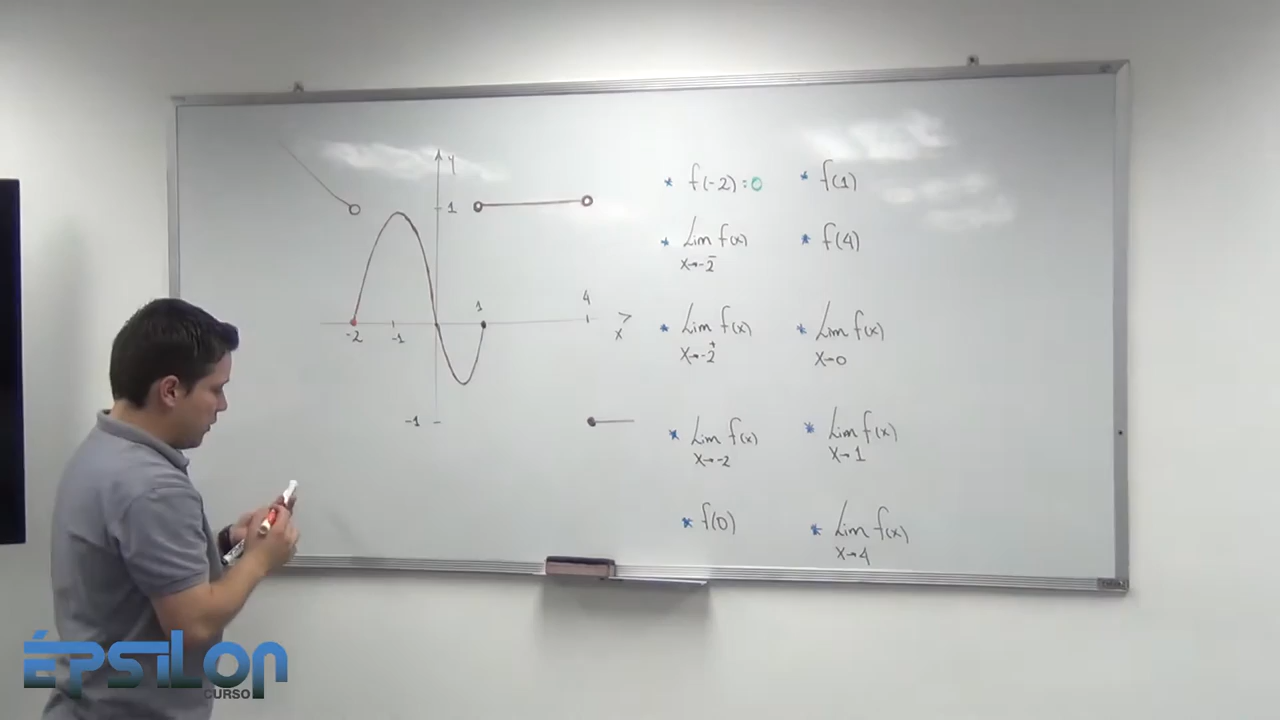 y
1
1
4
-2
-1
x
-1
* f(-2) = 0
* Lim f(x)
x→-2⁻
* Lim f(x)
x→-2⁺
* Lim f(x)
x→-2
* f(0)
* f(1)
* f(4)
* Lim f(x)
x→0
* Lim f(x)
x→1
* Lim f(x)
x→4
ÉPSILON
CURSO